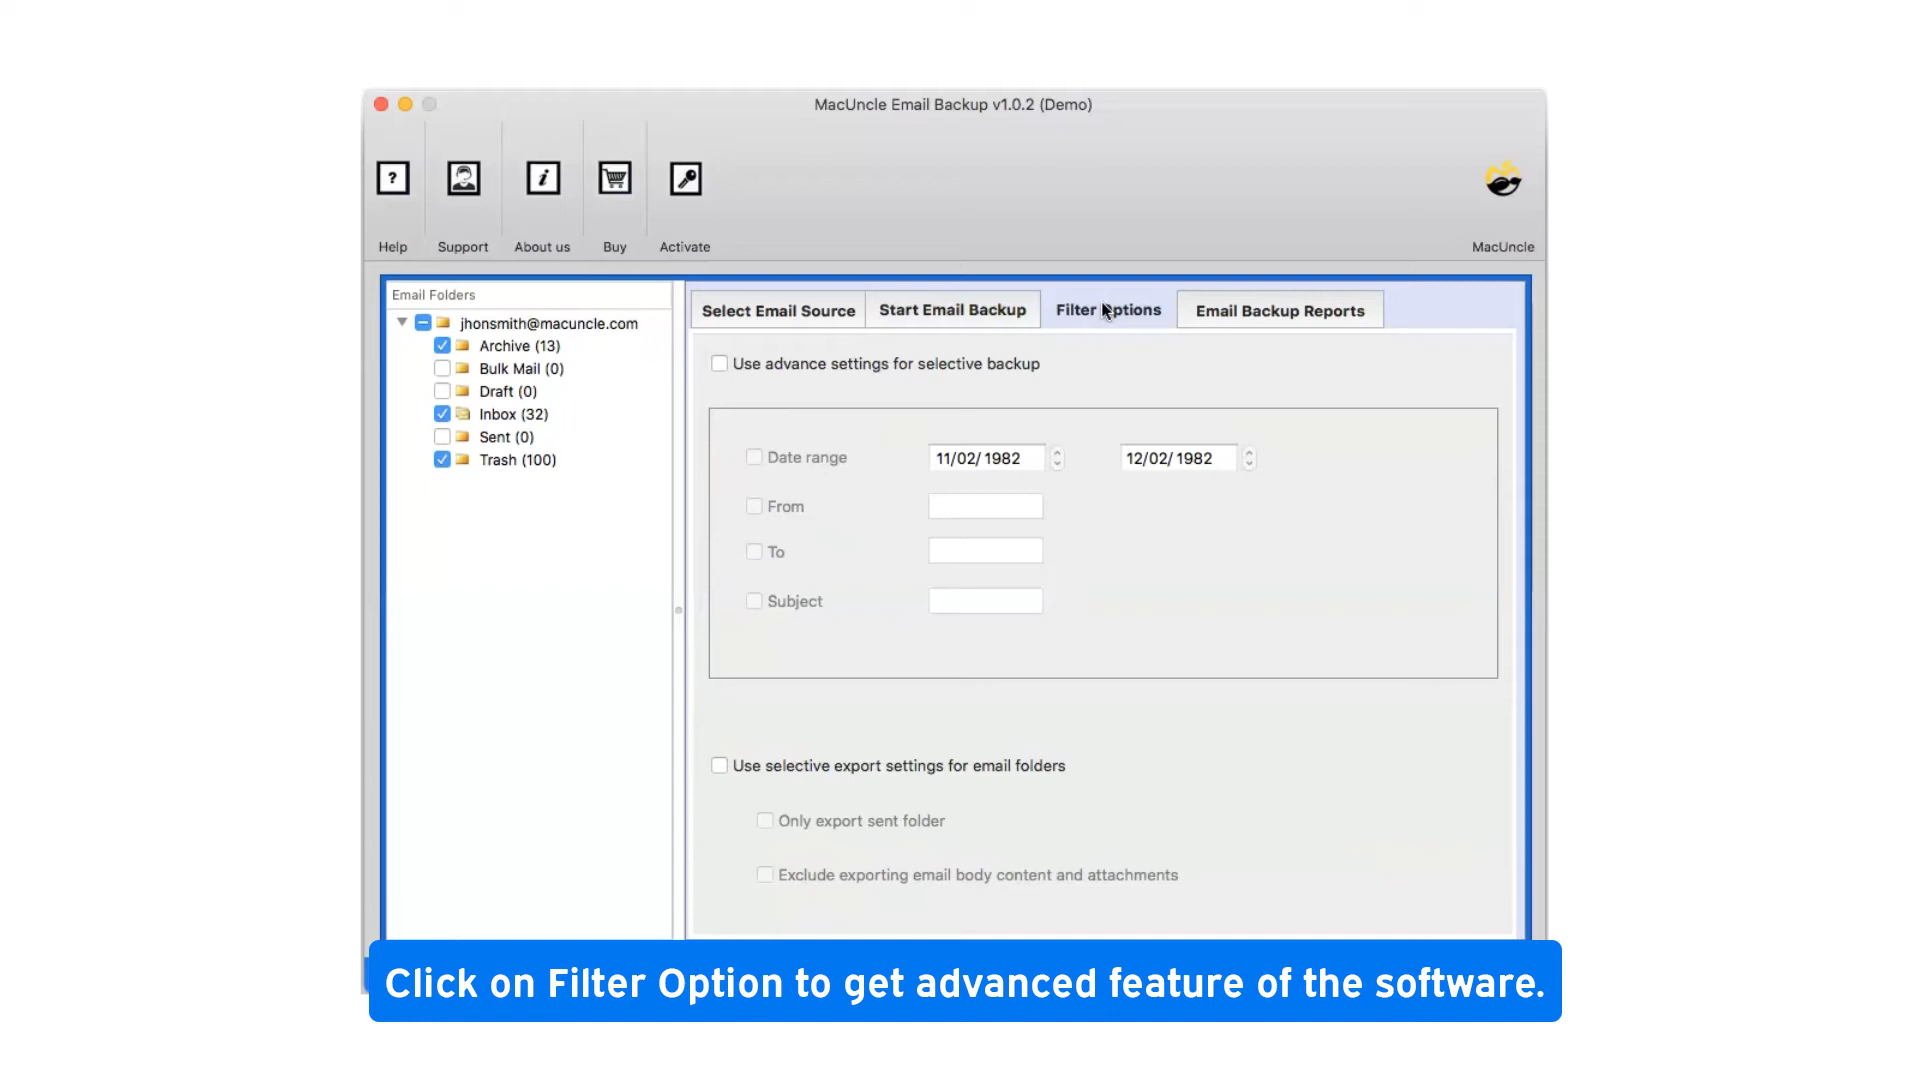 MacUncle Email Backup v1.0.2 (Demo)
?
i
Help Support About us Buy Activate MacUncle
Email Folders
jhonsmith@macuncle.com
Archive (13)
Bulk Mail (0)
Draft (0)
Inbox (32)
Sent (0)
Trash (100)
Select Email Source Start Email Backup Filter Options Email Backup Reports
Use advance settings for selective backup
Date range 11/02/ 1982 12/02/ 1982
From
To
Subject
Use selective export settings for email folders
Only export sent folder
Exclude exporting email body content and attachments
Click on Filter Option to get advanced feature of the software.